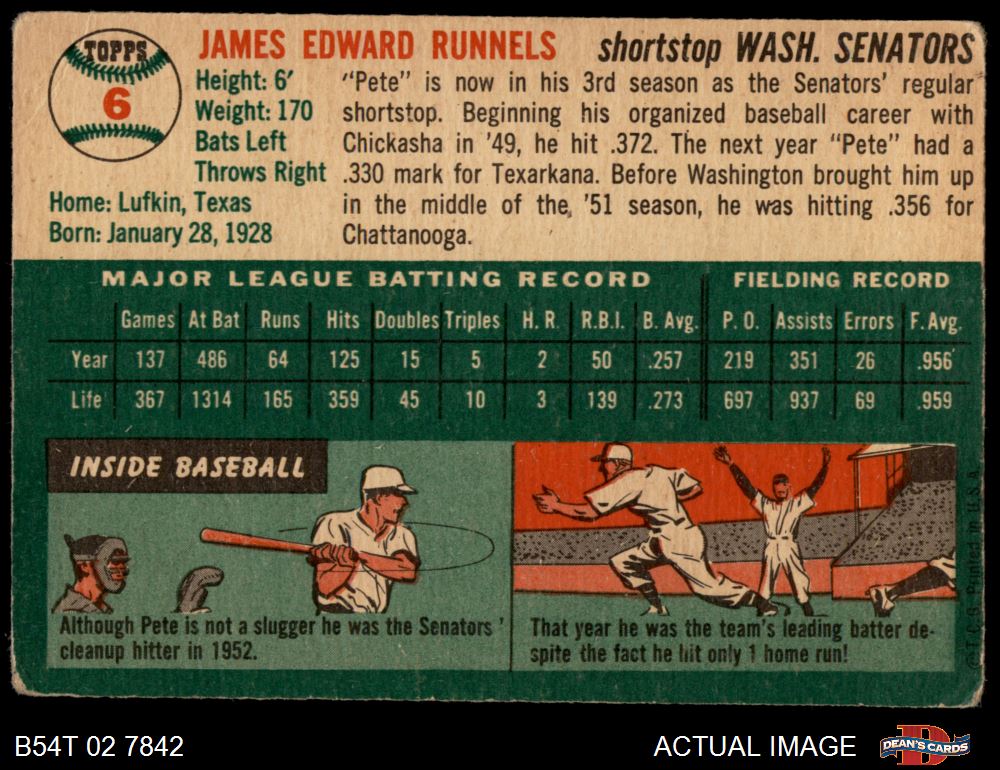 TOPPS
6
JAMES EDWARD RUNNELS shortstop WASH. SENATORS
Height: 6'
Weight: 170
Bats Left
Throws Right
Home: Lufkin, Texas
Born: January 28, 1928
"Pete" is now in his 3rd season as the Senators' regular
shortstop. Beginning his organized baseball career with
Chickasha in '49, he hit .372. The next year "Pete" had a
.330 mark for Texarkana. Before Washington brought him up
in the middle of the, '51 season, he was hitting .356 for
Chattanooga.
MAJOR LEAGUE BATTING RECORD FIELDING RECORD
Games At Bat Runs Hits Doubles Triples H. R. R.B.I. B. Avg. P. O. Assists Errors F.Avg.
Year 137 486 64 125 15 5 2 50 .257 219 351 26 .956
Life 367 1314 165 359 45 10 3 139 .273 697 937 69 .959
INSIDE BASEBALL
Although Pete is not a slugger he was the Senators'
cleanup hitter in 1952.
That year he was the team's leading batter de-
spite the fact he hit only 1 home run!
©T.C.G. Printed in U.S.A.
B54T 02 7842
ACTUAL IMAGE
DEAN'S CARDS